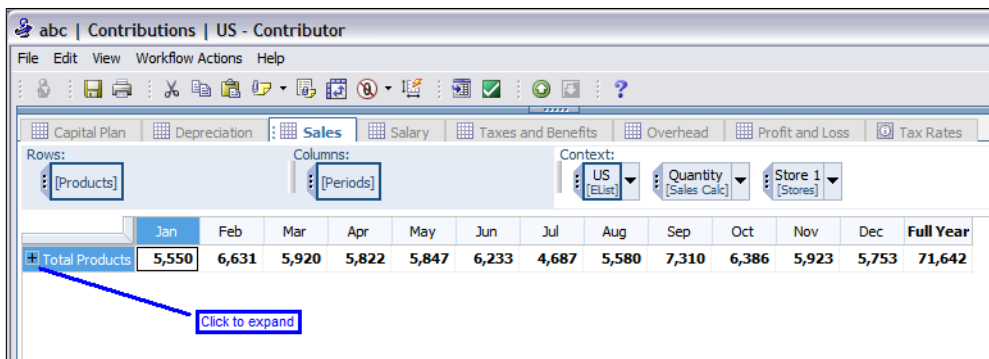 abc | Contributions | US - Contributor
File Edit View Workflow Actions Help
Capital Plan Depreciation Sales Salary Taxes and Benefits Overhead Profit and Loss Tax Rates
Rows: Columns: Context:
[Products] [Periods] US [EList] Quantity [Sales Calc] Store 1 [Stores]
Jan Feb Mar Apr May Jun Jul Aug Sep Oct Nov Dec Full Year
Total Products 5,550 6,631 5,920 5,822 5,847 6,233 4,687 5,580 7,310 6,386 5,923 5,753 71,642
Click to expand